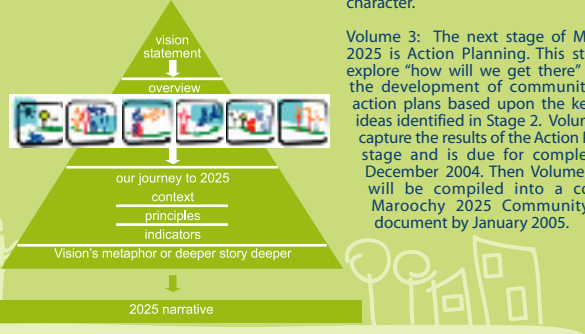 vision
statement
overview
our journey to 2025
context
principles
indicators
Vision's metaphor or deeper story deeper
2025 narrative
character.
Volume 3: The next stage of M
2025 is Action Planning. This st
explore “how will we get there”
the development of communit
action plans based upon the ke
ideas identified in Stage 2. Volun
capture the results of the Action
stage and is due for comple
December 2004. Then Volume
will be compiled into a co
Maroochy 2025 Community
document by January 2005.